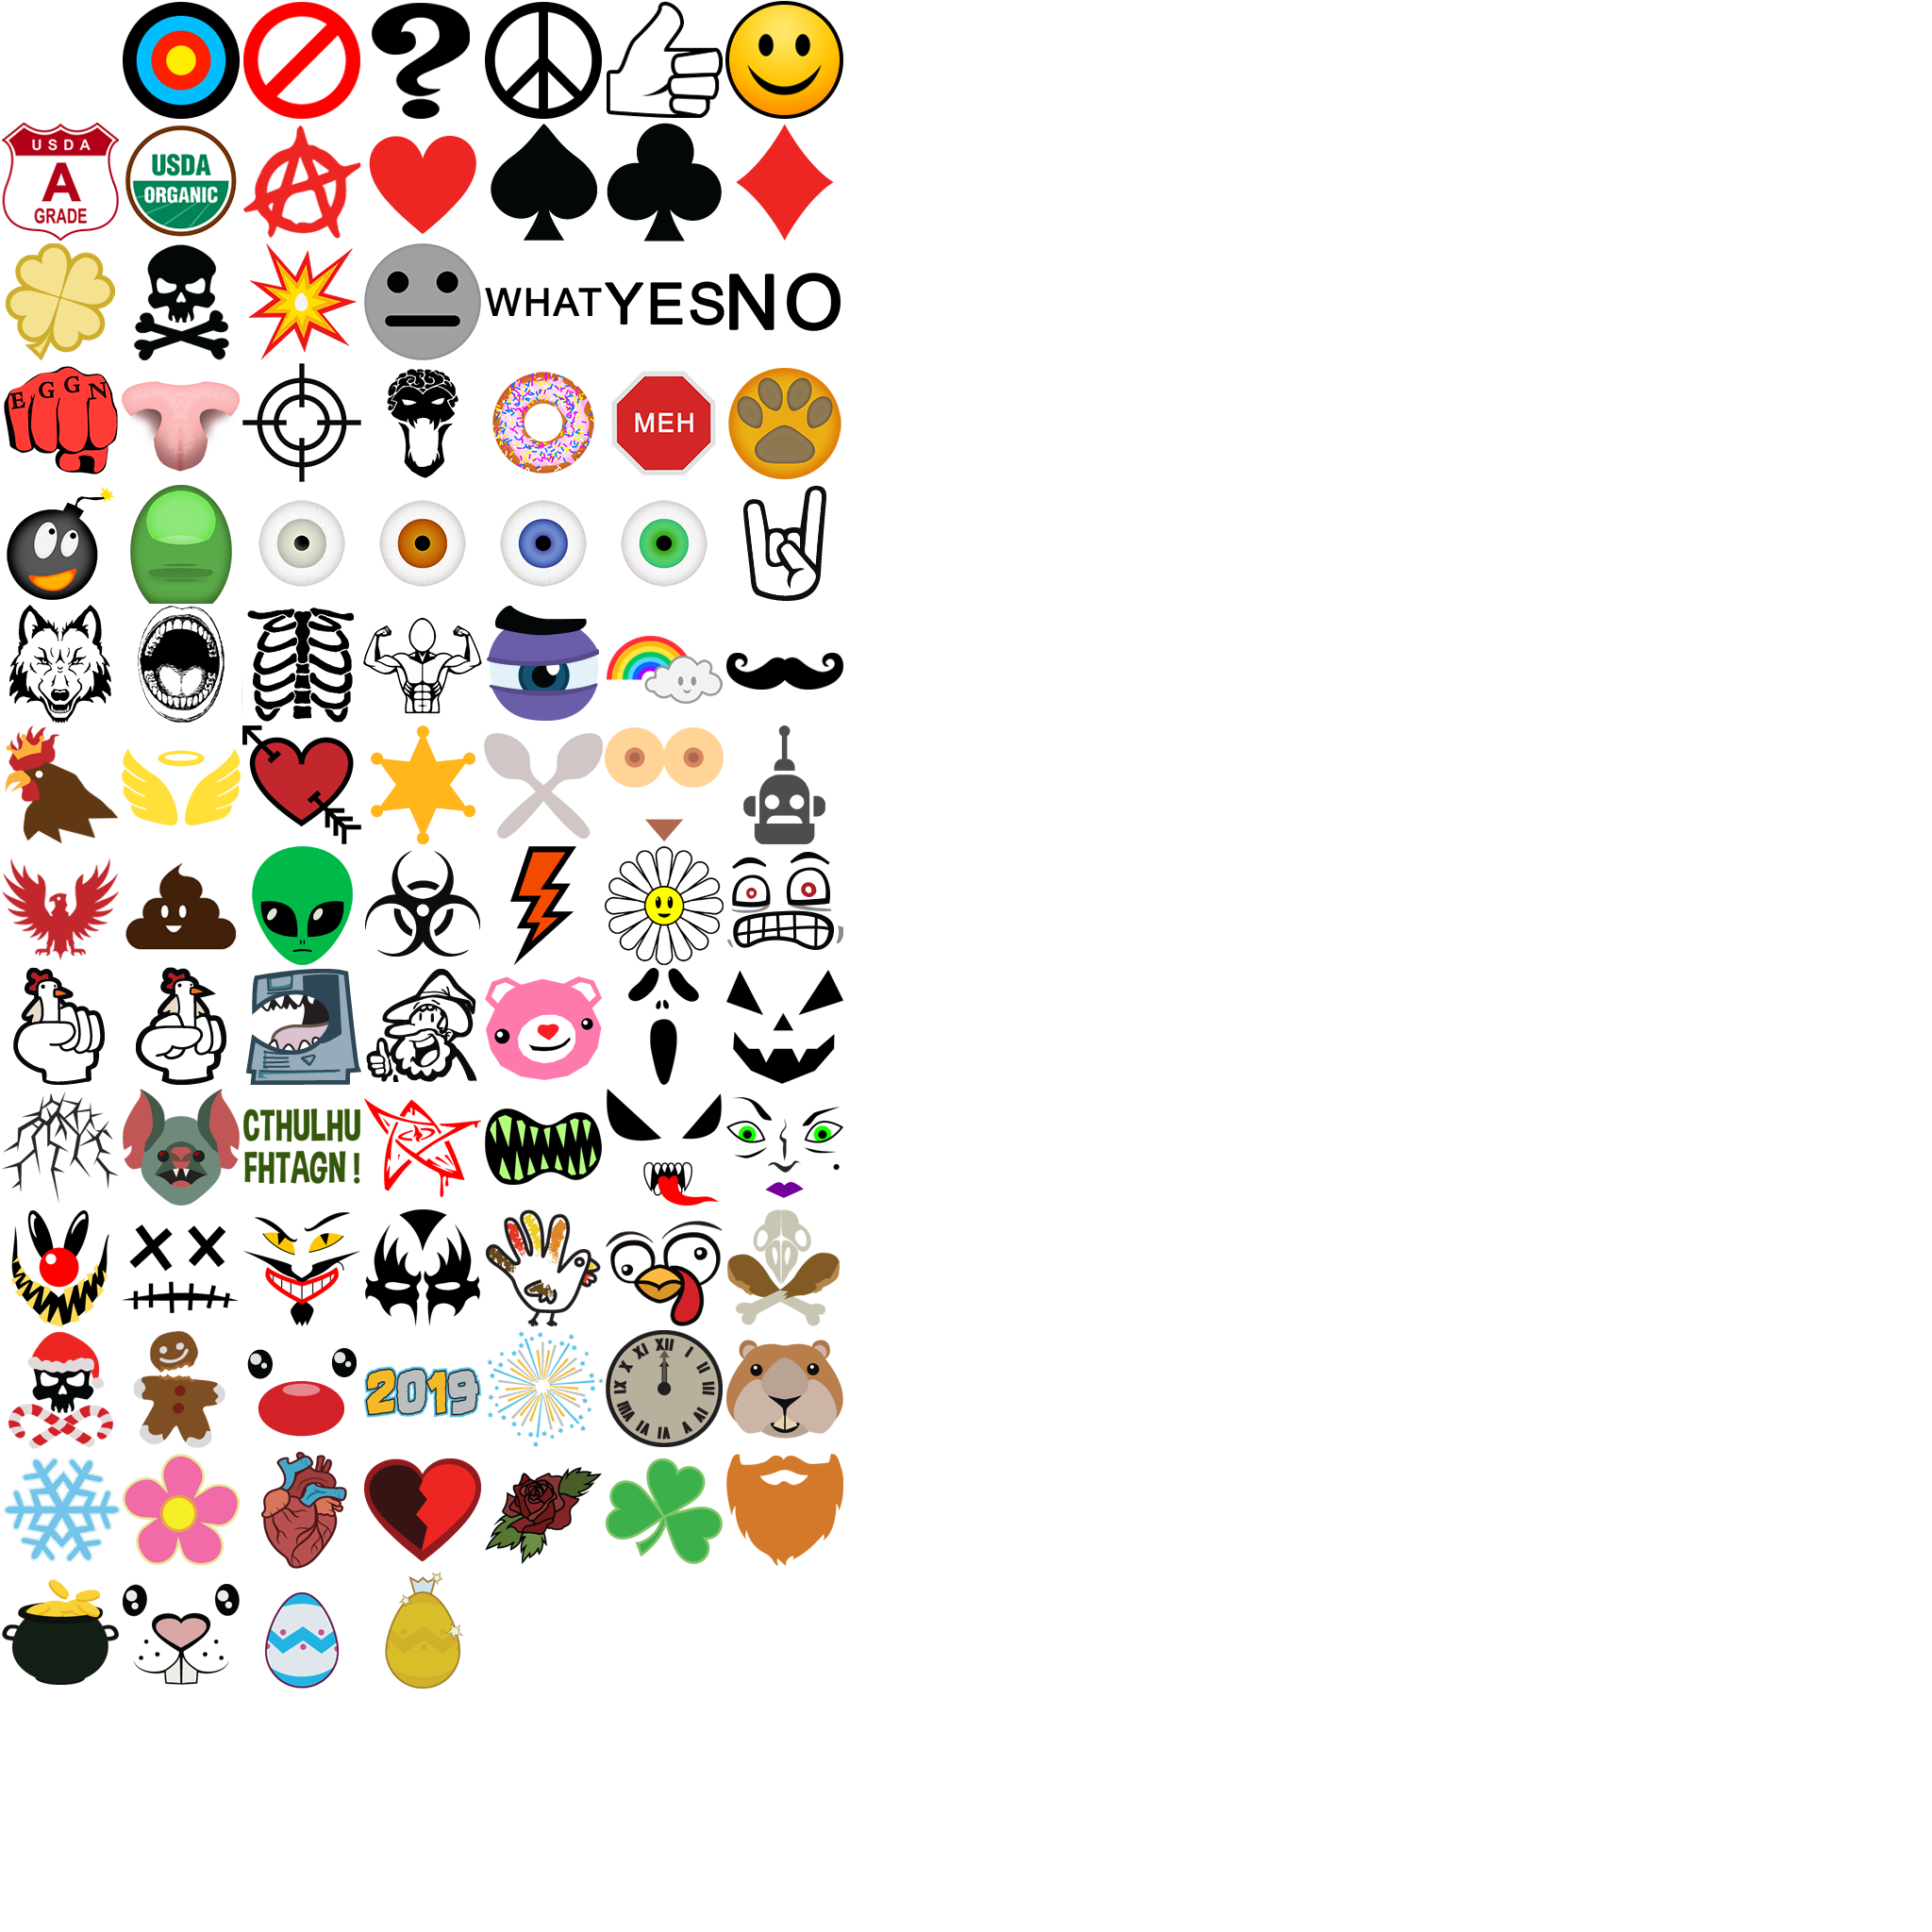 USDA
A
GRADE
USDA
ORGANIC
WHAT
YES
NO
EGGN
MEH
CTHULHU
FHTAGN !
2019
XII
I
II
III
IV
V
VI
VII
VIII
IX
X
XI